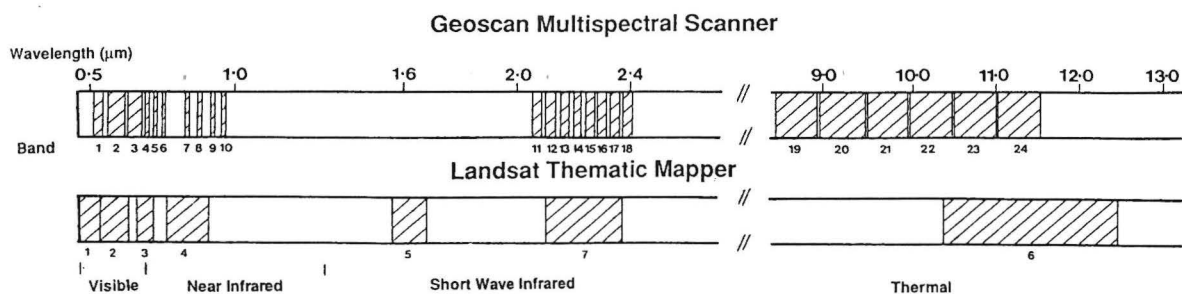 Geoscan Multispectral Scanner
Wavelength (µm)
0·5 1·0 1·6 2·0 2·4 9·0 10·0 11·0 12·0 13·0
// 
//
Band 1 2 3 4 5 6 7 8 9 10 11 12 13 14 15 16 17 18 19 20 21 22 23 24
Landsat Thematic Mapper
//
//
1 2 3 4 5 7 6
Visible Near Infrared Short Wave Infrared Thermal